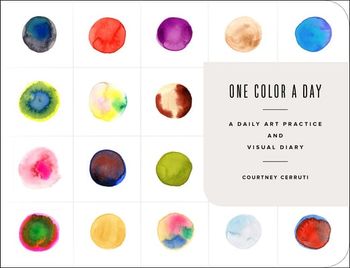 ONE COLOR A DAY
A DAILY ART PRACTICE
AND
VISUAL DIARY
COURTNEY CERRUTI